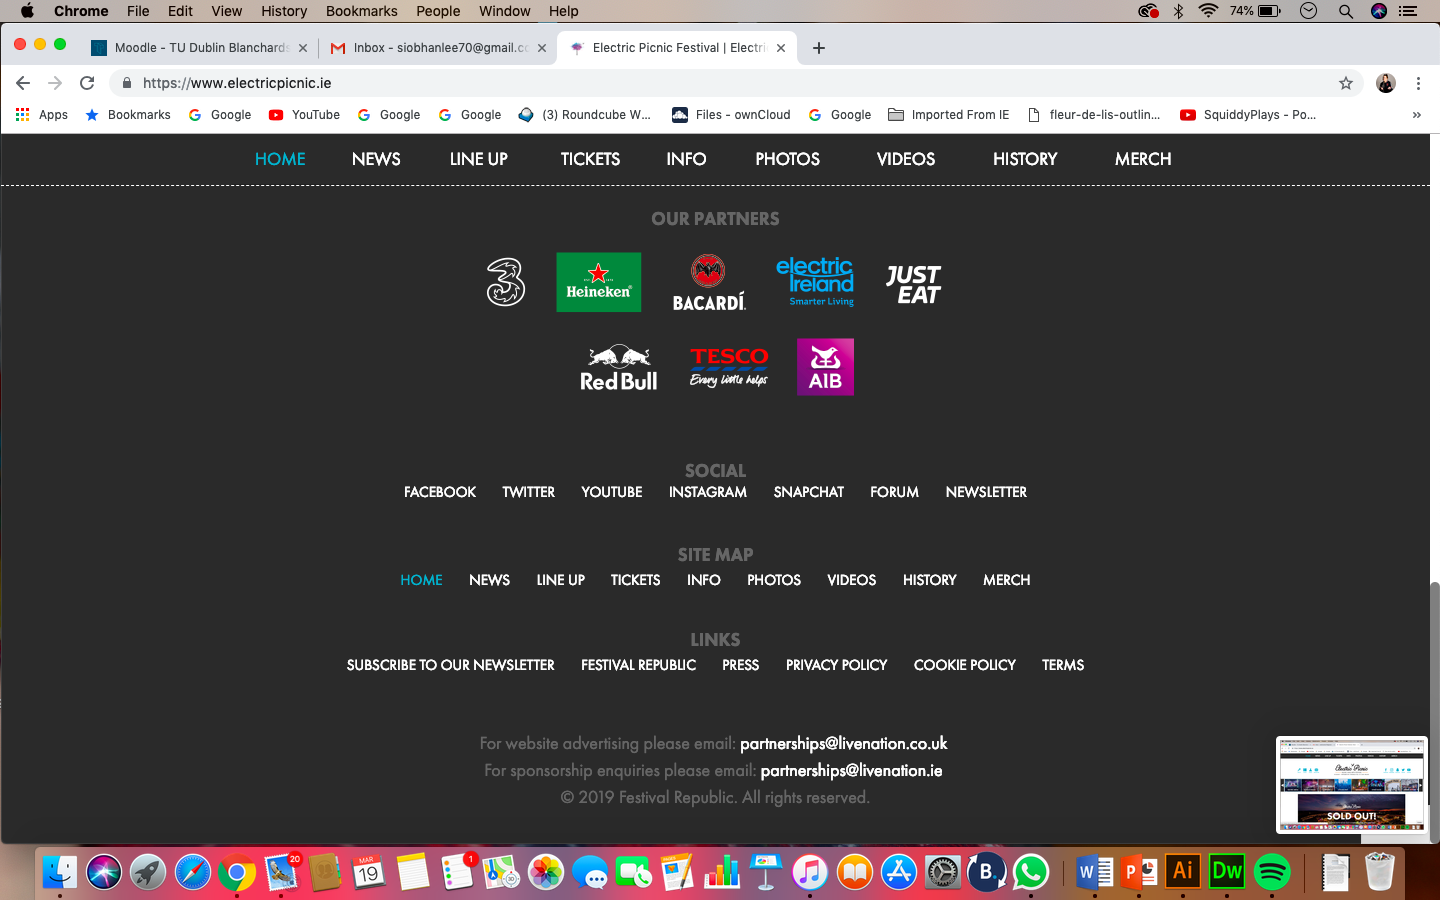 Chrome File Edit View History Bookmarks People Window Help 74%
Moodle - TU Dublin Blanchards Inbox - siobhanlee70@gmail.co Electric Picnic Festival | Electri
https://www.electricpicnic.ie
Apps Bookmarks Google YouTube Google Google (3) Roundcube W... Files - ownCloud Google Imported From IE fleur-de-lis-outlin... SquiddyPlays - Po... »
HOME NEWS LINE UP TICKETS INFO PHOTOS VIDEOS HISTORY MERCH
OUR PARTNERS
3 Heineken® BACARDÍ. electric Ireland Smarter Living JUST EAT
Red Bull TESCO Every little helps AIB
SOCIAL
FACEBOOK TWITTER YOUTUBE INSTAGRAM SNAPCHAT FORUM NEWSLETTER
SITE MAP
HOME NEWS LINE UP TICKETS INFO PHOTOS VIDEOS HISTORY MERCH
LINKS
SUBSCRIBE TO OUR NEWSLETTER FESTIVAL REPUBLIC PRESS PRIVACY POLICY COOKIE POLICY TERMS
For website advertising please email: partnerships@livenation.co.uk
For sponsorship enquiries please email: partnerships@livenation.ie
© 2019 Festival Republic. All rights reserved.
Electric Picnic
SOLD OUT!
20 MAR 19 1 B. W P Ai Dw